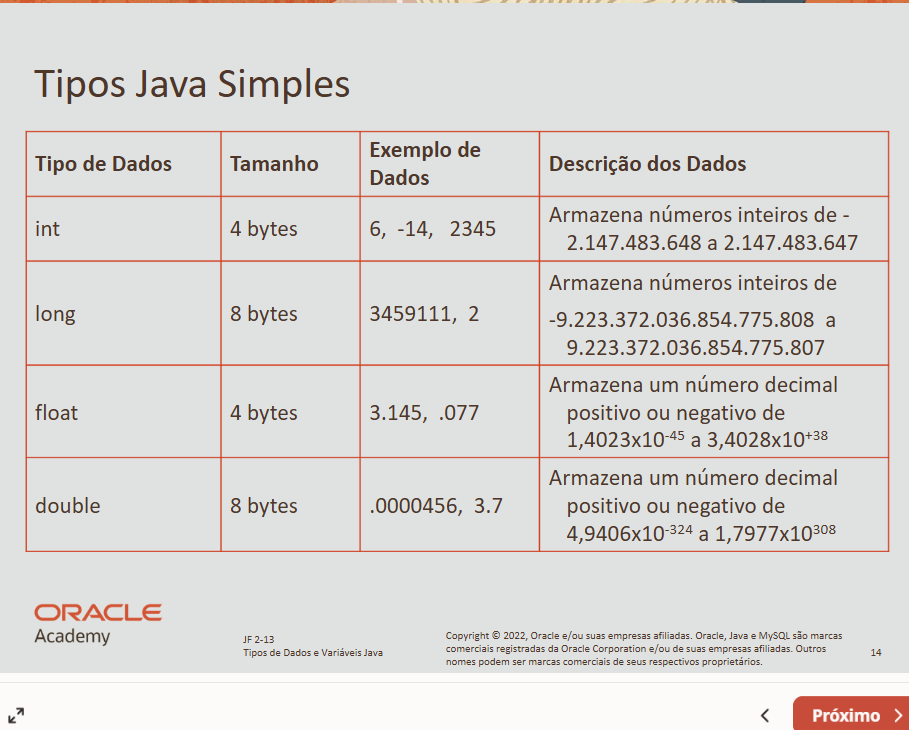 Tipos Java Simples
Tipo de Dados
Tamanho
Exemplo de
Dados
Descrição dos Dados
int
4 bytes
6, -14, 2345
Armazena números inteiros de -
2.147.483.648 a 2.147.483.647
long
8 bytes
3459111, 2
Armazena números inteiros de
-9.223.372.036.854.775.808 a
9.223.372.036.854.775.807
float
4 bytes
3.145, .077
Armazena um número decimal
positivo ou negativo de
1,4023x10⁻⁴⁵ a 3,4028x10⁺³⁸
double
8 bytes
.0000456, 3.7
Armazena um número decimal
positivo ou negativo de
4,9406x10⁻³²⁴ a 1,7977x10³⁰⁸
ORACLE
Academy
JF 2-13
Tipos de Dados e Variáveis Java
Copyright © 2022, Oracle e/ou suas empresas afiliadas. Oracle, Java e MySQL são marcas
comerciais registradas da Oracle Corporation e/ou de suas empresas afiliadas. Outros
nomes podem ser marcas comerciais de seus respectivos proprietários.
14
Próximo